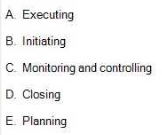 A. Executing
B. Initiating
C. Monitoring and controlling
D. Closing
E. Planning